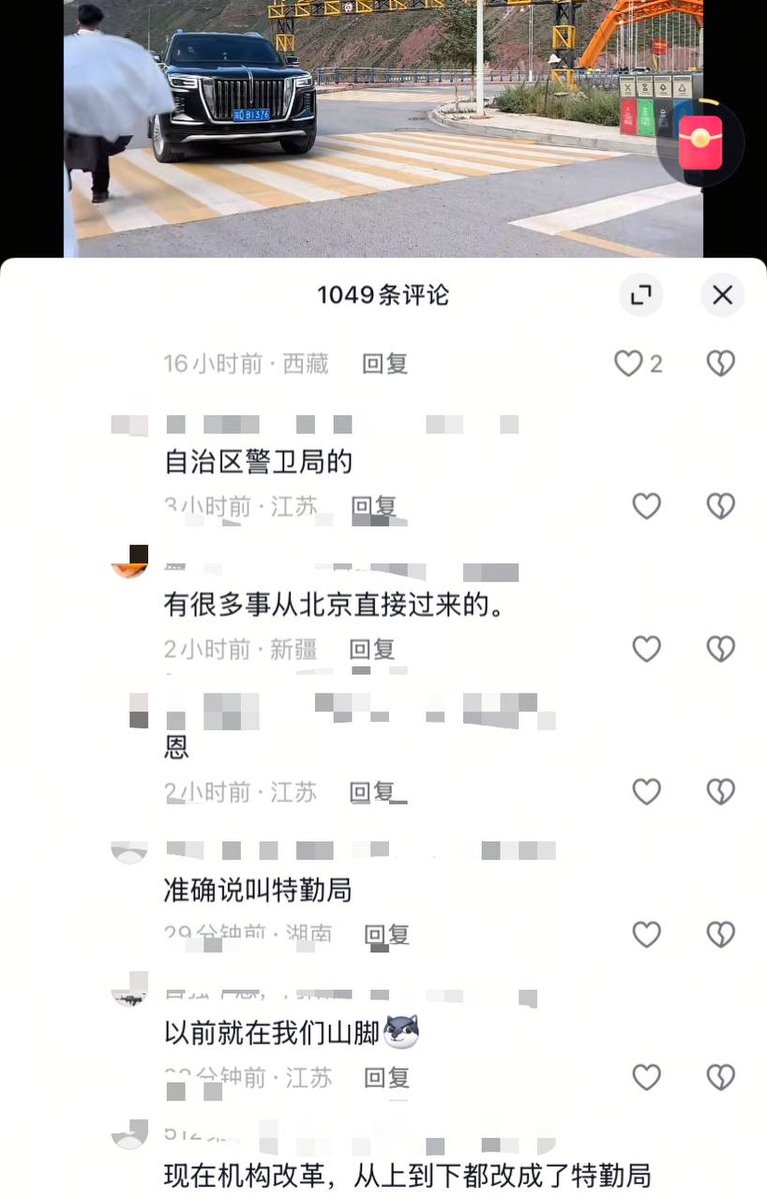 1049条评论
16小时前·西藏 回复 2
自治区警卫局的
3小时前·江苏 回复
有很多事从北京直接过来的。
2小时前·新疆 回复
恩
2小时前·江苏 回复
准确说叫特勤局
29分钟前·湖南 回复
以前就在我们山脚
分钟前·江苏 回复
现在机构改革，从上到下都改成了特勤局